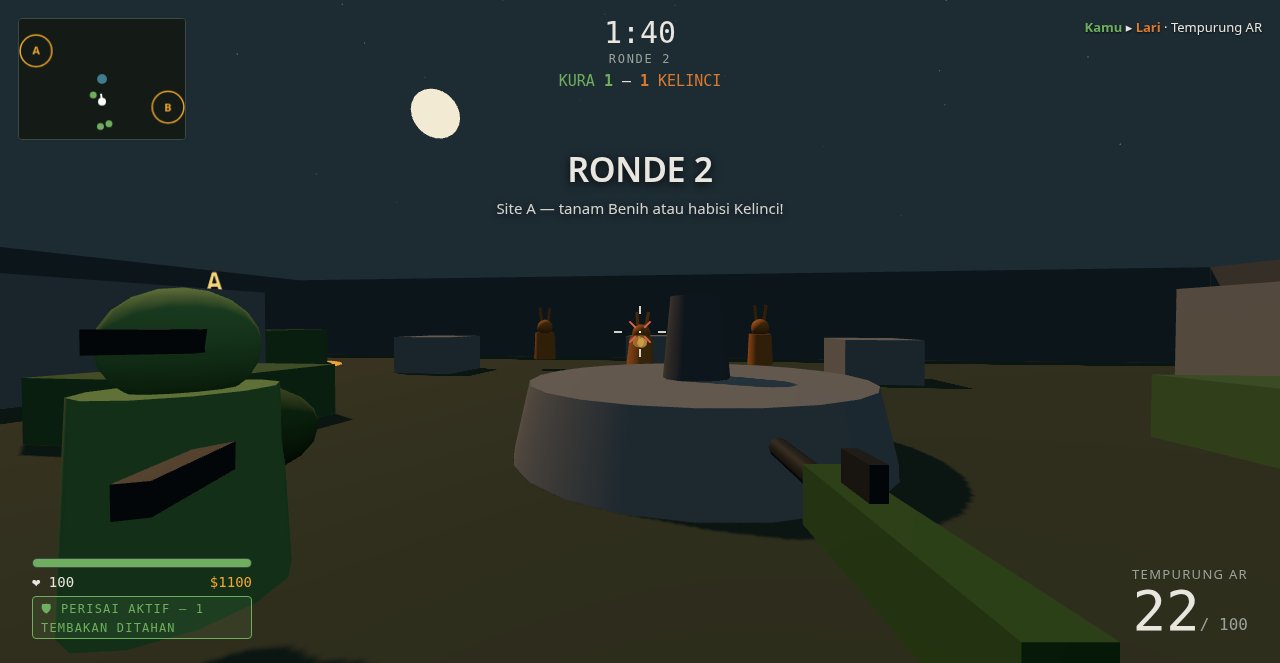 A
B
1:40
RONDE 2
KURA 1 — 1 KELINCI
Kamu ▸ Lari · Tempurung AR
RONDE 2
Site A — tanam Benih atau habisi Kelinci!
A
❤ 100 $1100
PERISAI AKTIF — 1
TEMBAKAN DITAHAN
TEMPURUNG AR
22 / 100